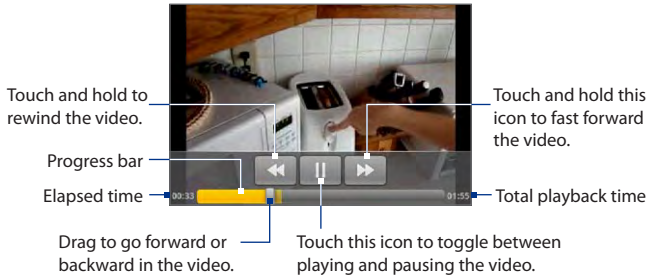 Touch and hold to
rewind the video.
Touch and hold this
icon to fast forward
the video.
Progress bar
Elapsed time
00:33
01:55
Total playback time
Drag to go forward or
backward in the video.
Touch this icon to toggle between
playing and pausing the video.